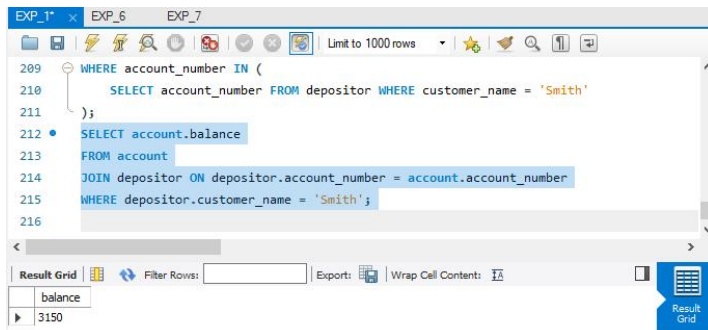 EXP_1* × EXP_6 EXP_7
Limit to 1000 rows
209 WHERE account_number IN (
210 SELECT account_number FROM depositor WHERE customer_name = 'Smith'
211 );
212 SELECT account.balance
213 FROM account
214 JOIN depositor ON depositor.account_number = account.account_number
215 WHERE depositor.customer_name = 'Smith';
216
Result Grid Filter Rows: Export: Wrap Cell Content: IA
balance
3150
Result
Grid